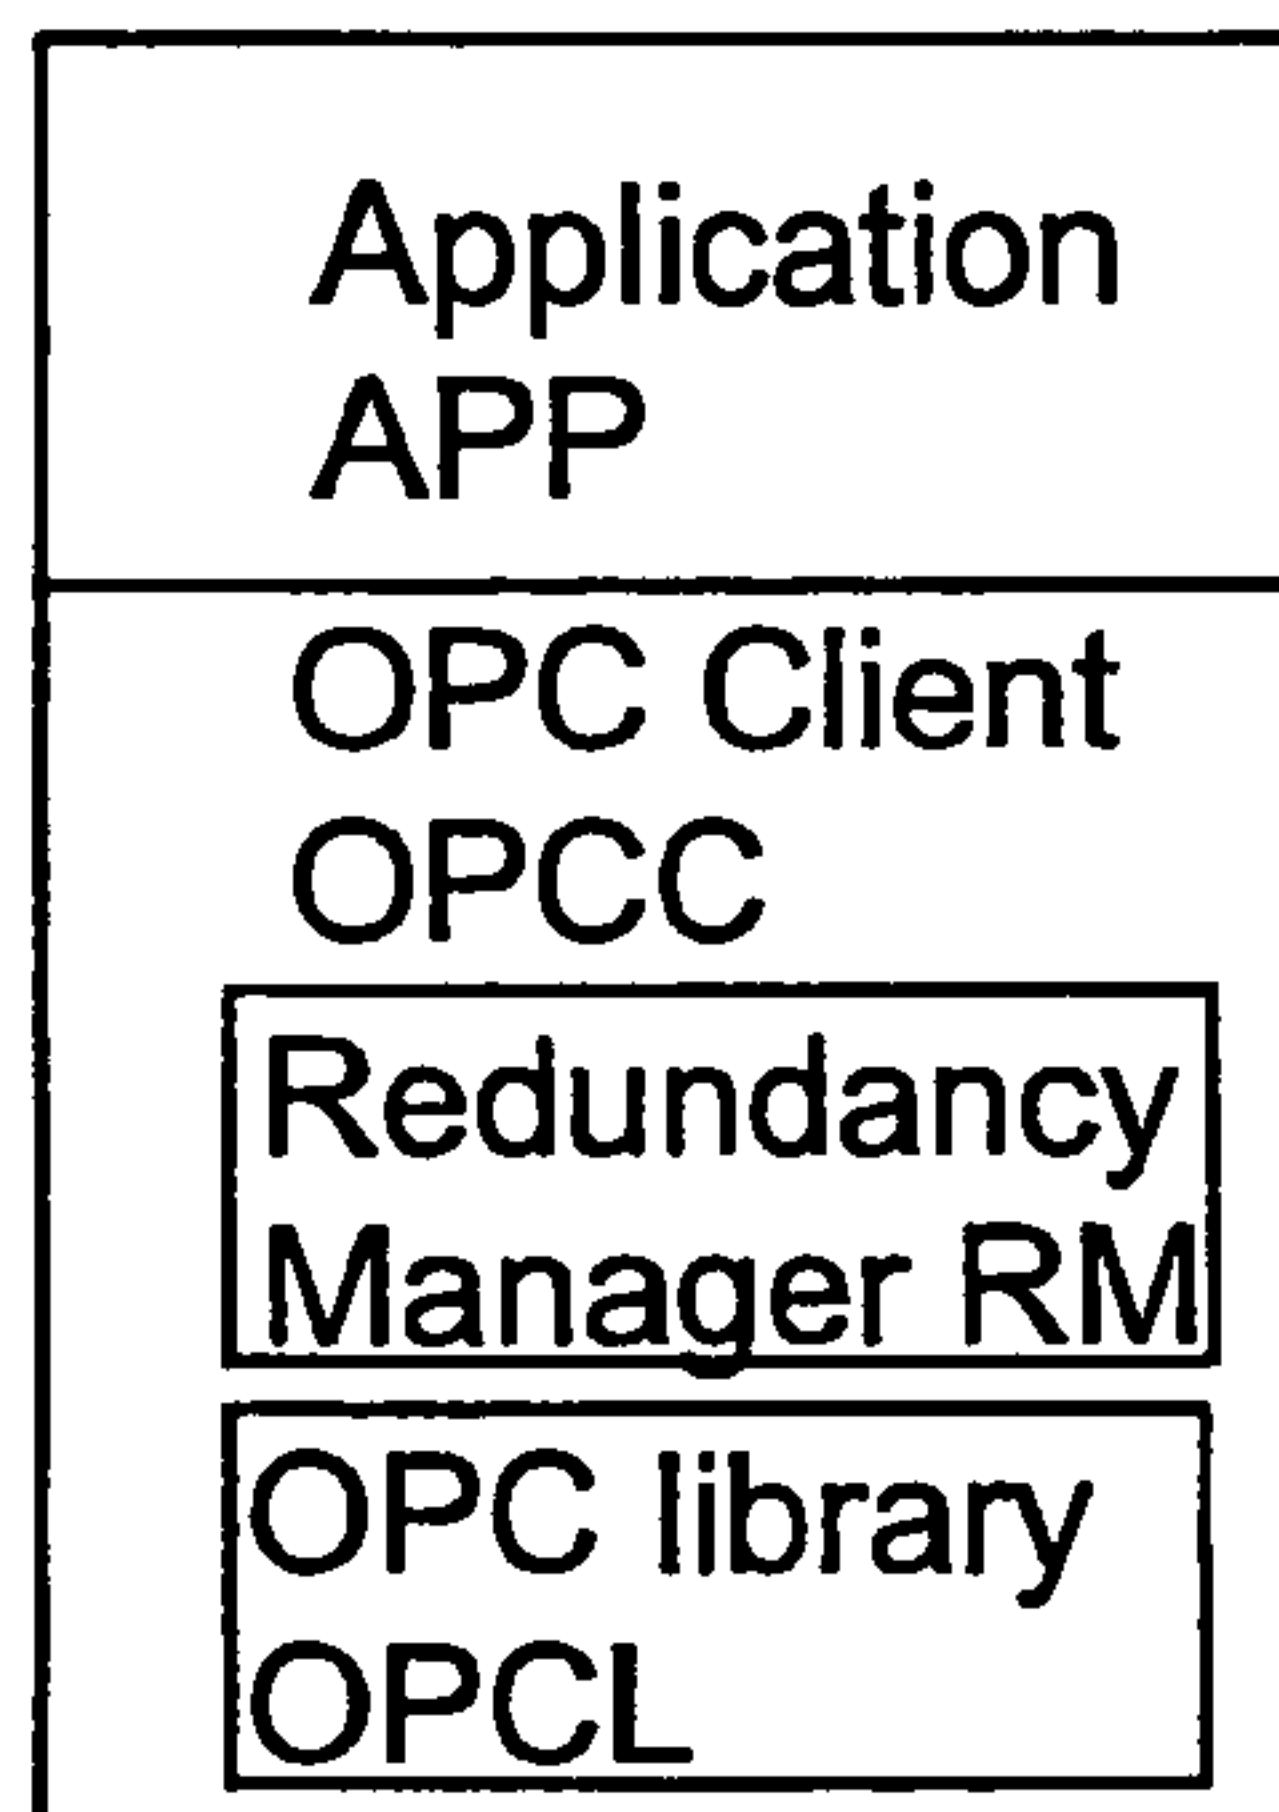 Application
APP
OPC Client
OPCC
Redundancy
Manager RM
OPC library
OPCL